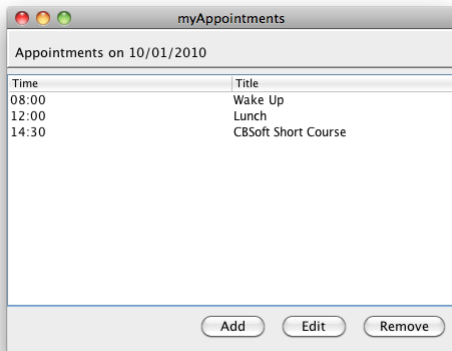 myAppointments
Appointments on 10/01/2010
Time Title
08:00 Wake Up
12:00 Lunch
14:30 CBSoft Short Course
Add Edit Remove